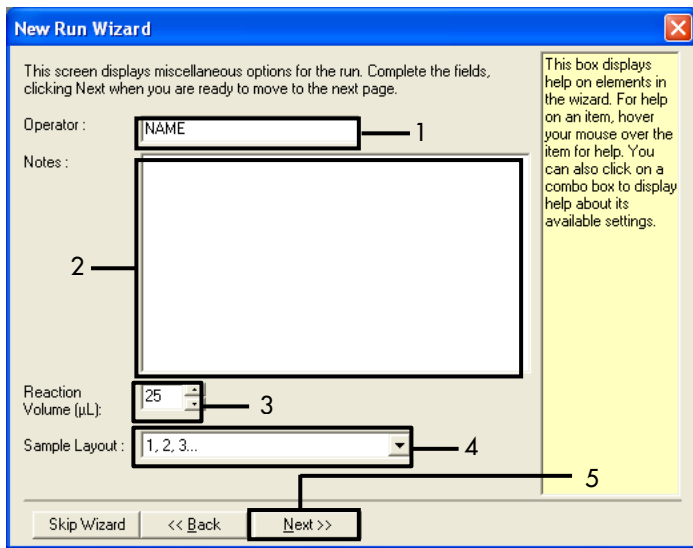 New Run Wizard
This screen displays miscellaneous options for the run. Complete the fields,
clicking Next when you are ready to move to the next page.
Operator :
NAME
1
Notes :
2
Reaction
Volume (µL):
25
3
Sample Layout :
1, 2, 3...
4
This box displays
help on elements in
the wizard. For help
on an item, hover
your mouse over the
item for help. You
can also click on a
combo box to display
help about its
available settings.
5
Skip Wizard
<< Back
Next >>